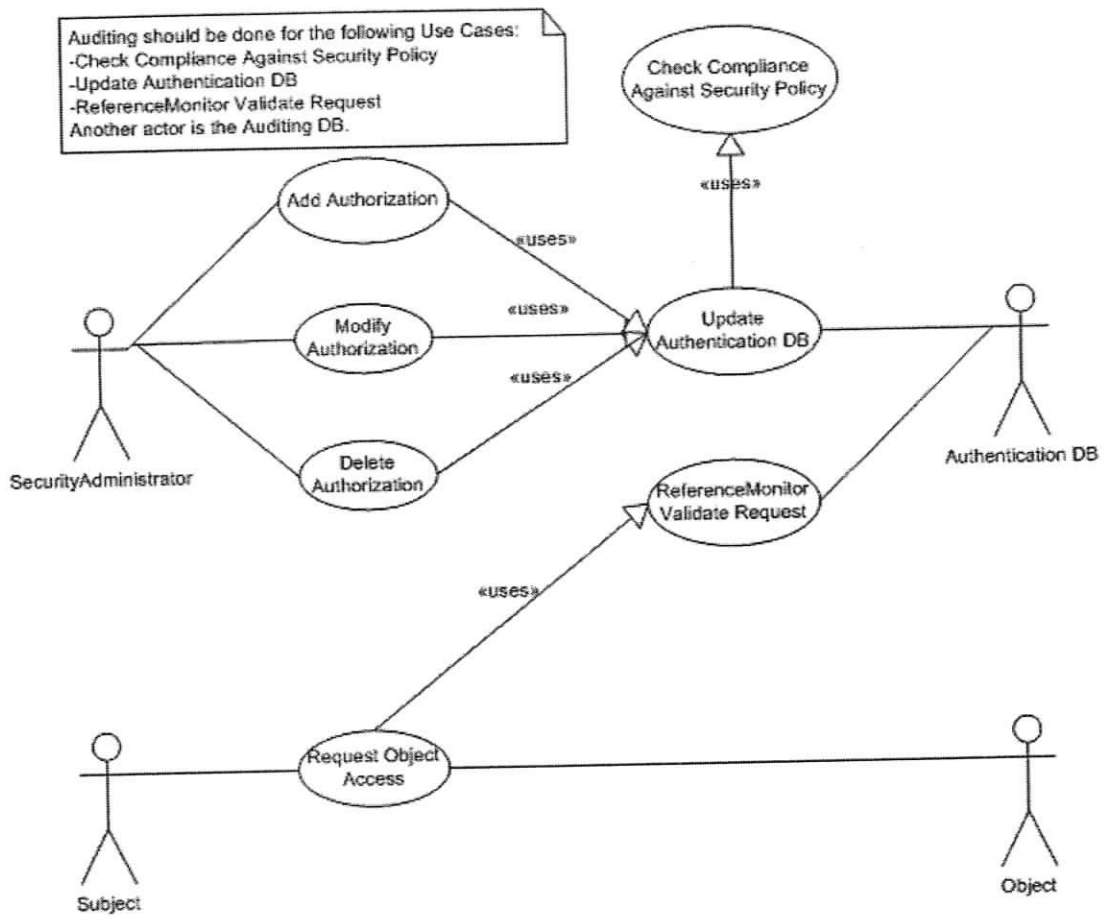 Auditing should be done for the following Use Cases:
-Check Compliance Against Security Policy
-Update Authentication DB
-ReferenceMonitor Validate Request
Another actor is the Auditing DB.
Check Compliance
Against Security Policy
«uses»
Add Authorization
«uses»
Modify
Authorization
«uses»
Update
Authentication DB
«uses»
Delete
Authorization
SecurityAdministrator
Authentication DB
ReferenceMonitor
Validate Request
«uses»
Request Object
Access
Subject
Object